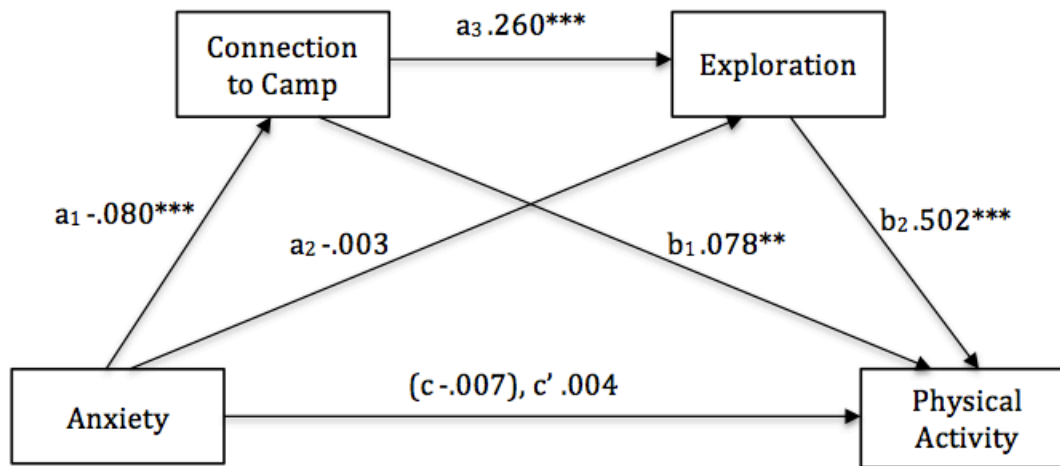 a₃ .260***
Connection
to Camp
Exploration
a₁ -.080***
a₂ -.003
b₁ .078**
b₂ .502***
(c -.007), c’ .004
Anxiety
Physical
Activity